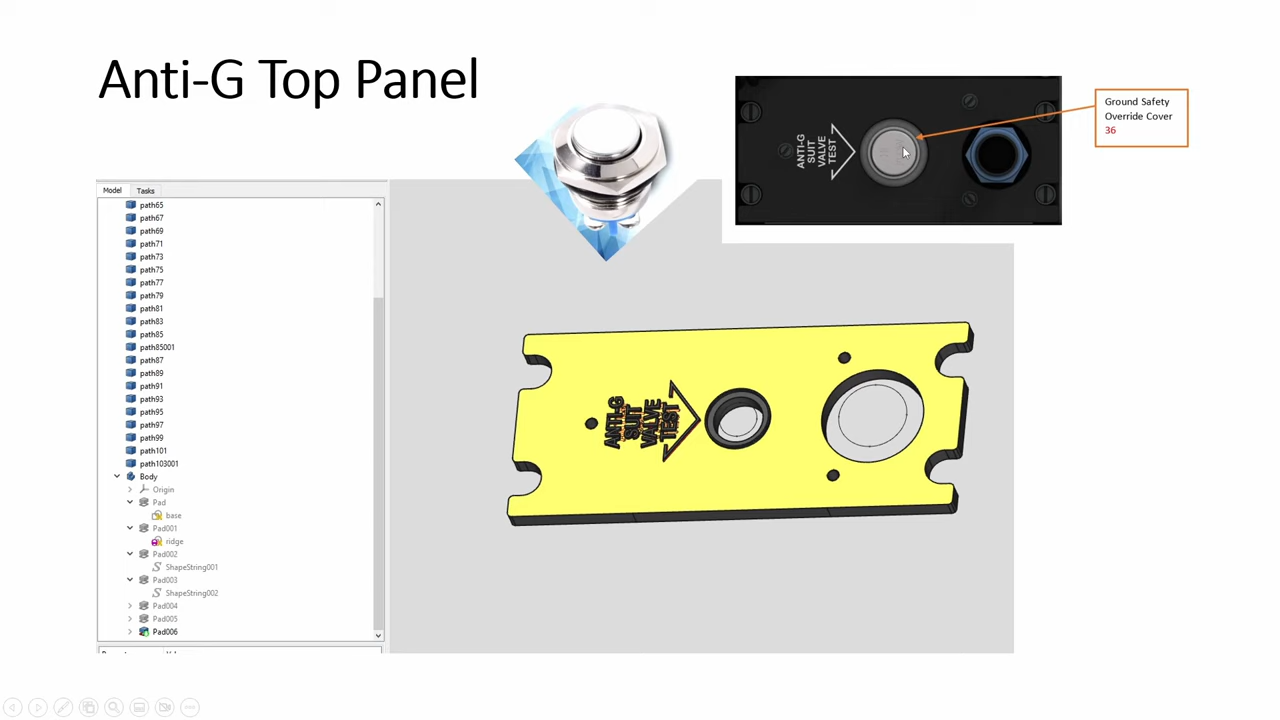 Anti-G Top Panel
Ground Safety
Override Cover
36
ANTI-G
SUIT
VALVE
TEST
Model
Tasks
path65
path67
path69
path71
path73
path75
path77
path79
path81
path83
path85
path85001
path87
path89
path91
path93
path95
path97
path99
path101
path103001
Body
Origin
Pad
base
Pad001
ridge
Pad002
ShapeString001
Pad003
ShapeString002
Pad004
Pad005
Pad006
ANTI-G
SUIT
VALVE
TEST